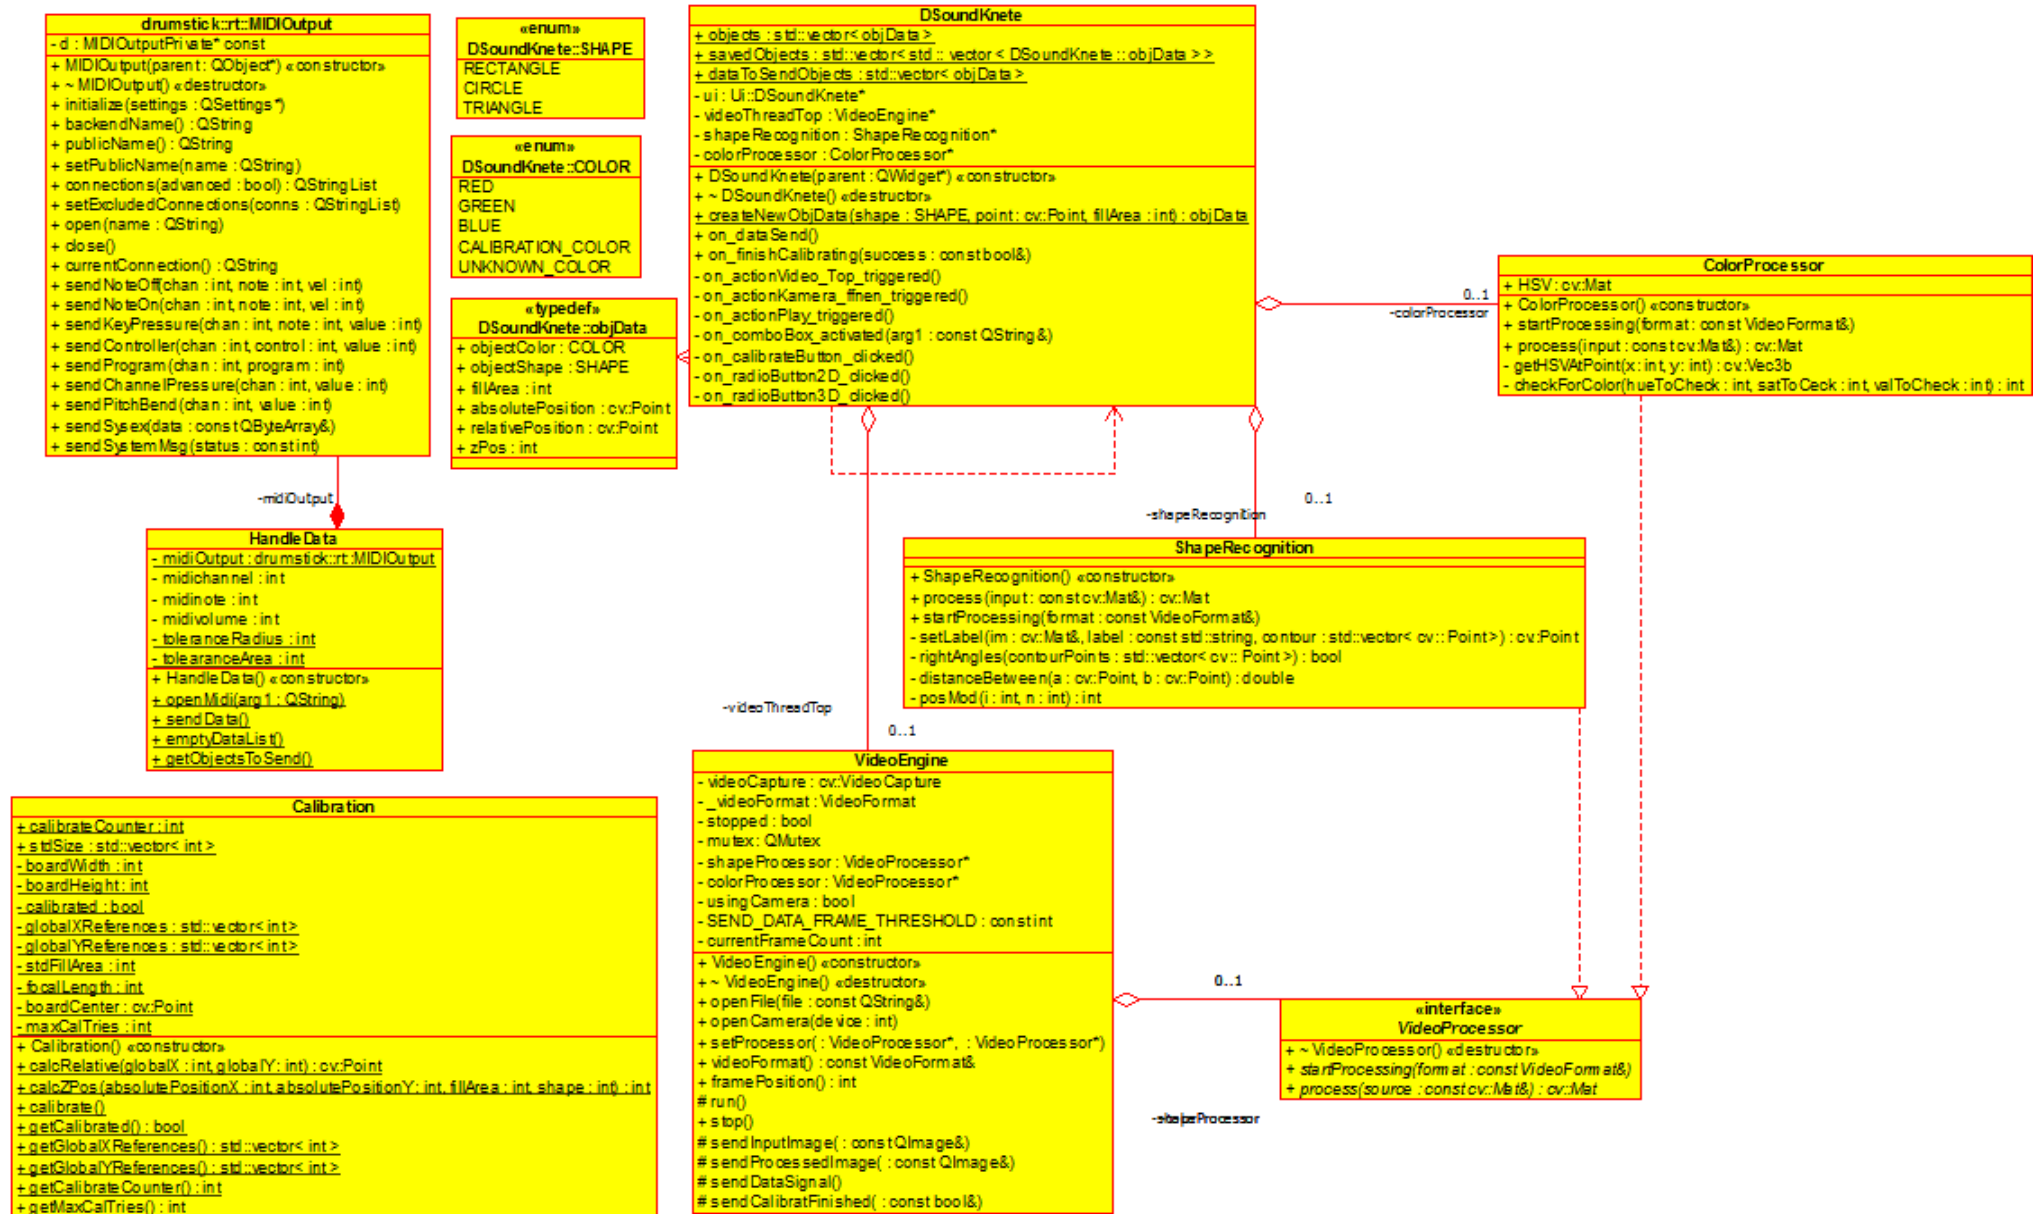 drumstick::rt::MIDIOutput
- d : MIDIOutputPrivate* const
+ MIDIOutput(parent : QObject*) «constructor»
+ ~ MIDIOutput() «destructor»
+ initialize(settings : QSettings*)
+ backendName() : QString
+ publicName() : QString
+ setPublicName(name : QString)
+ connections(advanced : bool) : QStringList
+ setExcludedConnections(conns : QStringList)
+ open(name : QString)
+ close()
+ currentConnection() : QString
+ sendNoteOff(chan : int, note : int, vel : int)
+ sendNoteOn(chan : int, note : int, vel : int)
+ sendKeyPressure(chan : int, note : int, value : int)
+ sendController(chan : int, control : int, value : int)
+ sendProgram(chan : int, program : int)
+ sendChannelPressure(chan : int, value : int)
+ sendPitchBend(chan : int, value : int)
+ sendSysex(data : const QByteArray&)
+ sendSystemMsg(status : const int)
«enum»
DSoundKnete::SHAPE
RECTANGLE
CIRCLE
TRIANGLE
«enum»
DSoundKnete::COLOR
RED
GREEN
BLUE
CALIBRATION_COLOR
UNKNOWN_COLOR
«typedef»
DSoundKnete::objData
+ objectColor : COLOR
+ objectShape : SHAPE
+ fillArea : int
+ absolutePosition : cv::Point
+ relativePosition : cv::Point
+ zPos : int
DSoundKnete
+ objects : std::vector< objData >
+ savedObjects : std::vector< std :: vector < DSoundKnete :: objData > >
+ dataToSendObjects : std::vector< objData >
- ui : Ui::DSoundKnete*
- videoThreadTop : VideoEngine*
- shapeRecognition : ShapeRecognition*
- colorProcessor : ColorProcessor*
+ DSoundKnete(parent : QWidget*) «constructor»
+ ~ DSoundKnete() «destructor»
+ createNewObjData(shape : SHAPE, point : cv::Point, fillArea : int) : objData
+ on_dataSend()
+ on_finishCalibrating(success : const bool&)
- on_actionVideo_Top_triggered()
- on_actionKamera_ffnen_triggered()
- on_actionPlay_triggered()
- on_comboBox_activated(arg1 : const QString&)
- on_calibrateButton_clicked()
- on_radioButton2D_clicked()
- on_radioButton3D_clicked()
0..1
-colorProcessor
ColorProcessor
+ HSV : cv::Mat
+ ColorProcessor() «constructor»
+ startProcessing(format : const VideoFormat&)
+ process(input : const cv::Mat&) : cv::Mat
- getHSVAtPoint(x : int, y : int) : cv::Vec3b
- checkForColor(hueToCheck : int, satToCeck : int, valToCheck : int) : int
-midiOutput
HandleData
- midiOutput : drumstick::rt::MIDIOutput
- midichannel : int
- midinote : int
- midivolume : int
- toleranceRadius : int
- tolearanceArea : int
+ HandleData() «constructor»
+ openMidi(arg1 : QString)
+ sendData()
+ emptyDataList()
+ getObjectsToSend()
0..1
-shapeRecognition
ShapeRecognition
+ ShapeRecognition() «constructor»
+ process(input : const cv::Mat&) : cv::Mat
+ startProcessing(format : const VideoFormat&)
- setLabel(im : cv::Mat&, label : const std::string, contour : std::vector< cv :: Point >) : cv::Point
- rightAngles(contourPoints : std::vector< cv :: Point >) : bool
- distanceBetween(a : cv::Point, b : cv::Point) : double
- posMod(i : int, n : int) : int
-videoThreadTop
0..1
Calibration
+ calibrateCounter : int
+ stdSize : std::vector< int >
- boardWidth : int
- boardHeight : int
- calibrated : bool
- globalXReferences : std::vector< int >
- globalYReferences : std::vector< int >
- stdFillArea : int
- focalLength : int
- boardCenter : cv::Point
- maxCalTries : int
+ Calibration() «constructor»
+ calcRelative(globalX : int, globalY : int) : cv::Point
+ calcZPos(absolutePositionX : int, absolutePositionY : int, fillArea : int, shape : int) : int
+ calibrate()
+ getCalibrated() : bool
+ getGlobalXReferences() : std::vector< int >
+ getGlobalYReferences() : std::vector< int >
+ getCalibrateCounter() : int
+ getMaxCalTries() : int
VideoEngine
- videoCapture : cv::VideoCapture
- _videoFormat : VideoFormat
- stopped : bool
- mutex : QMutex
- shapeProcessor : VideoProcessor*
- colorProcessor : VideoProcessor*
- usingCamera : bool
- SEND_DATA_FRAME_THRESHOLD : const int
- currentFrameCount : int
+ VideoEngine() «constructor»
+ ~ VideoEngine() «destructor»
+ openFile(file : const QString&)
+ openCamera(device : int)
+ setProcessor( : VideoProcessor*, : VideoProcessor*)
+ videoFormat() : const VideoFormat&
+ framePosition() : int
# run()
+ stop()
# sendInputImage( : const QImage&)
# sendProcessedImage( : const QImage&)
# sendDataSignal()
# sendCalibratFinished( : const bool&)
0..1
«interface»
VideoProcessor
+ ~ VideoProcessor() «destructor»
+ startProcessing(format : const VideoFormat&)
+ process(source : const cv::Mat&) : cv::Mat